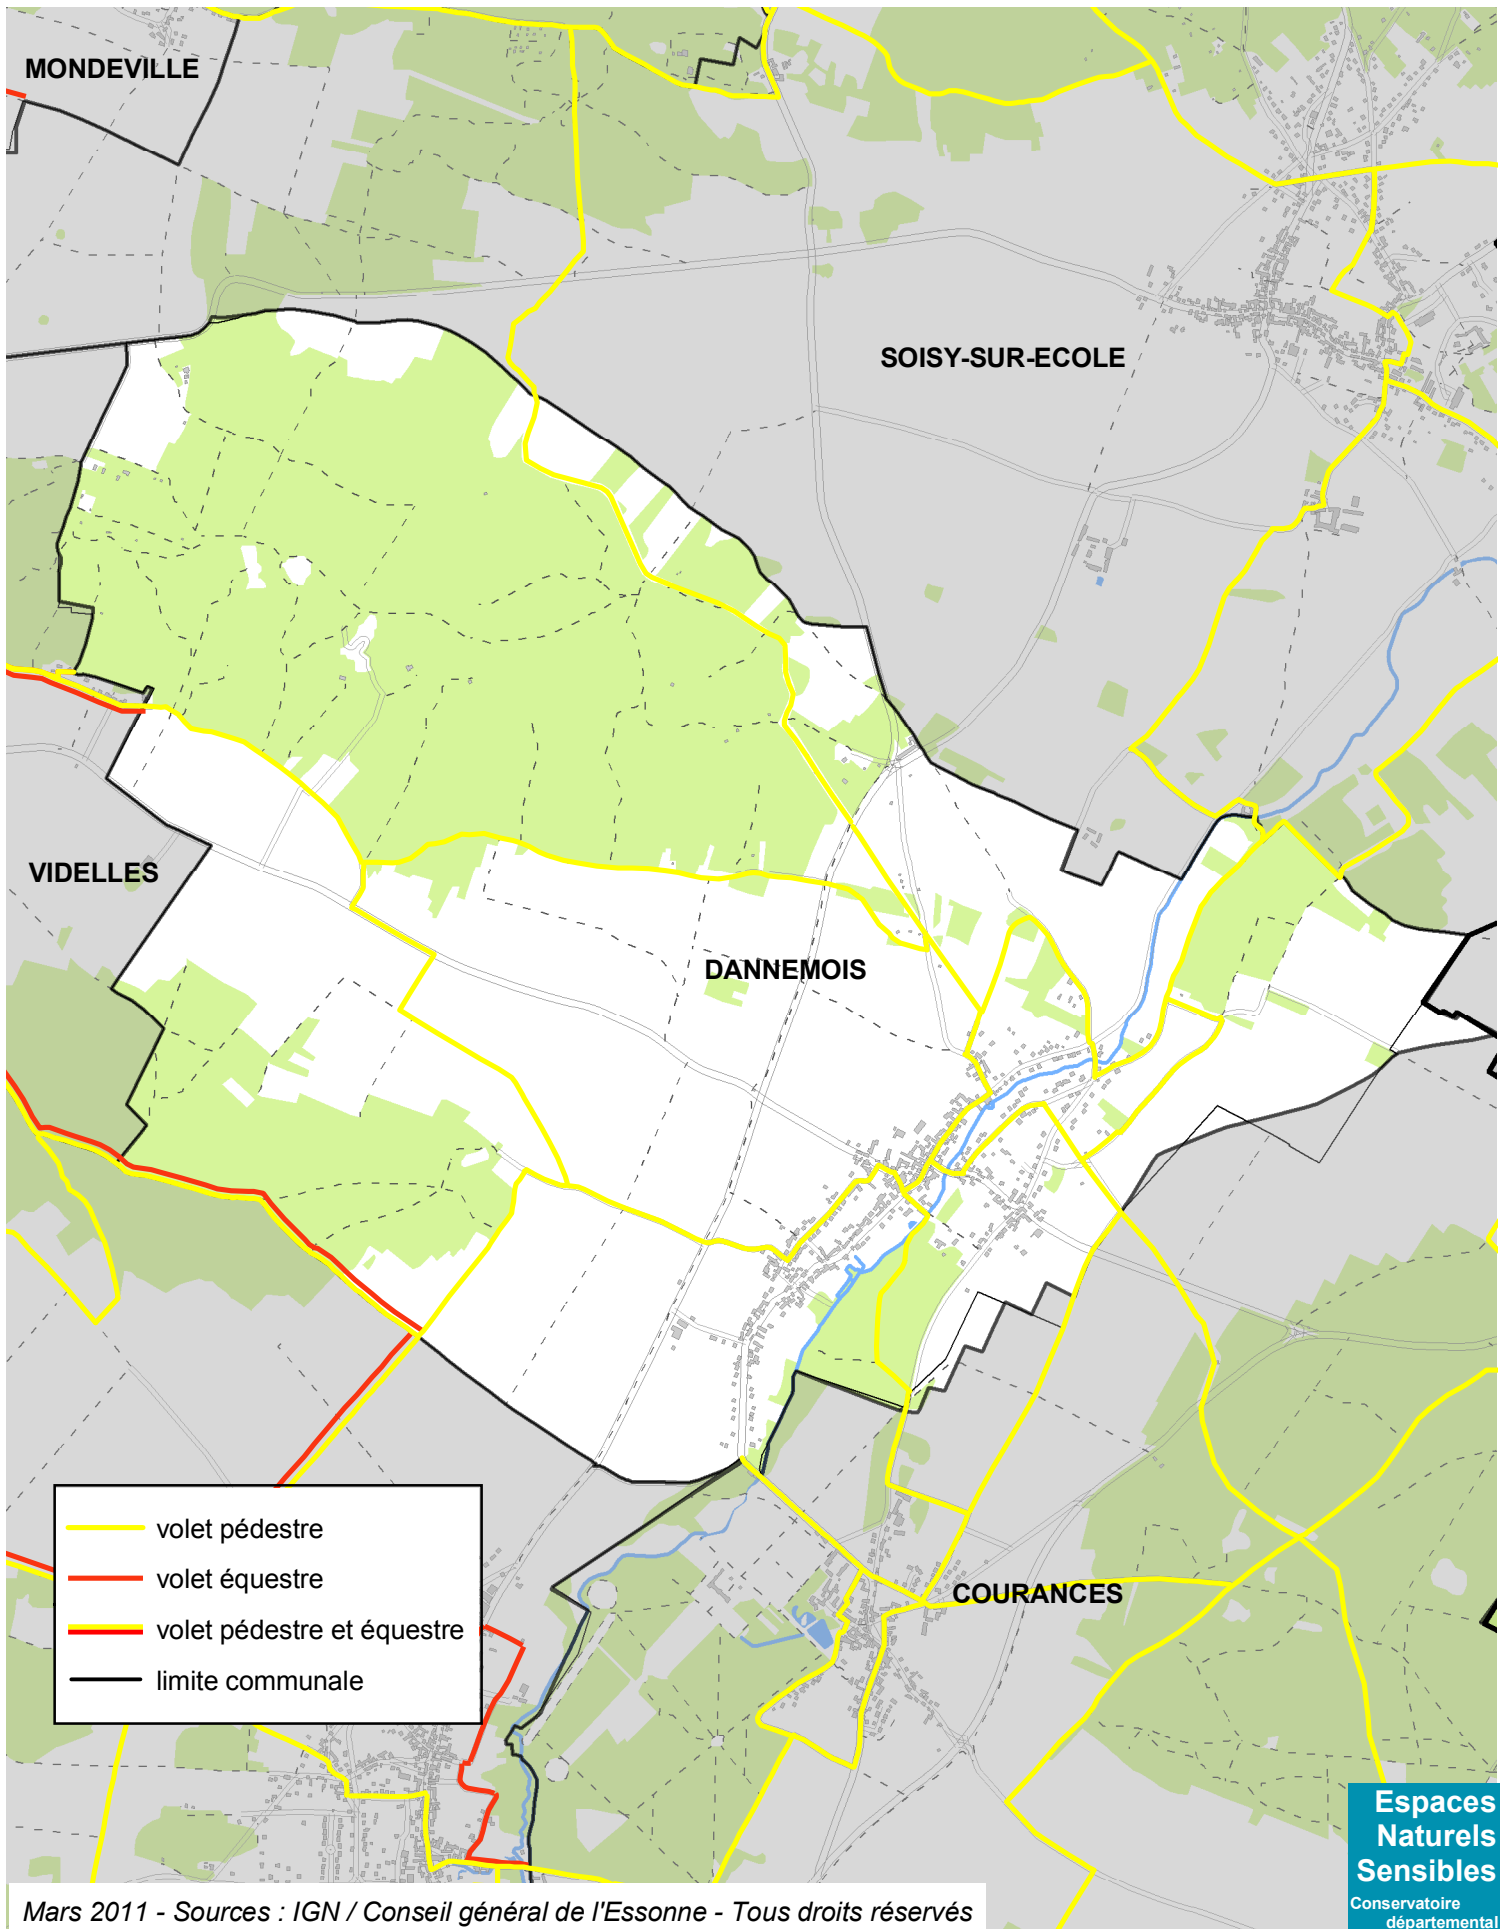 MONDEVILLE
SOISY-SUR-ECOLE
VIDELLES
DANNEMOIS
volet pédestre
volet équestre
volet pédestre et équestre
limite communale
COURANCES
Espaces
Naturels
Sensibles
Conservatoire
départemental
Mars 2011 - Sources : IGN / Conseil général de l'Essonne - Tous droits réservés